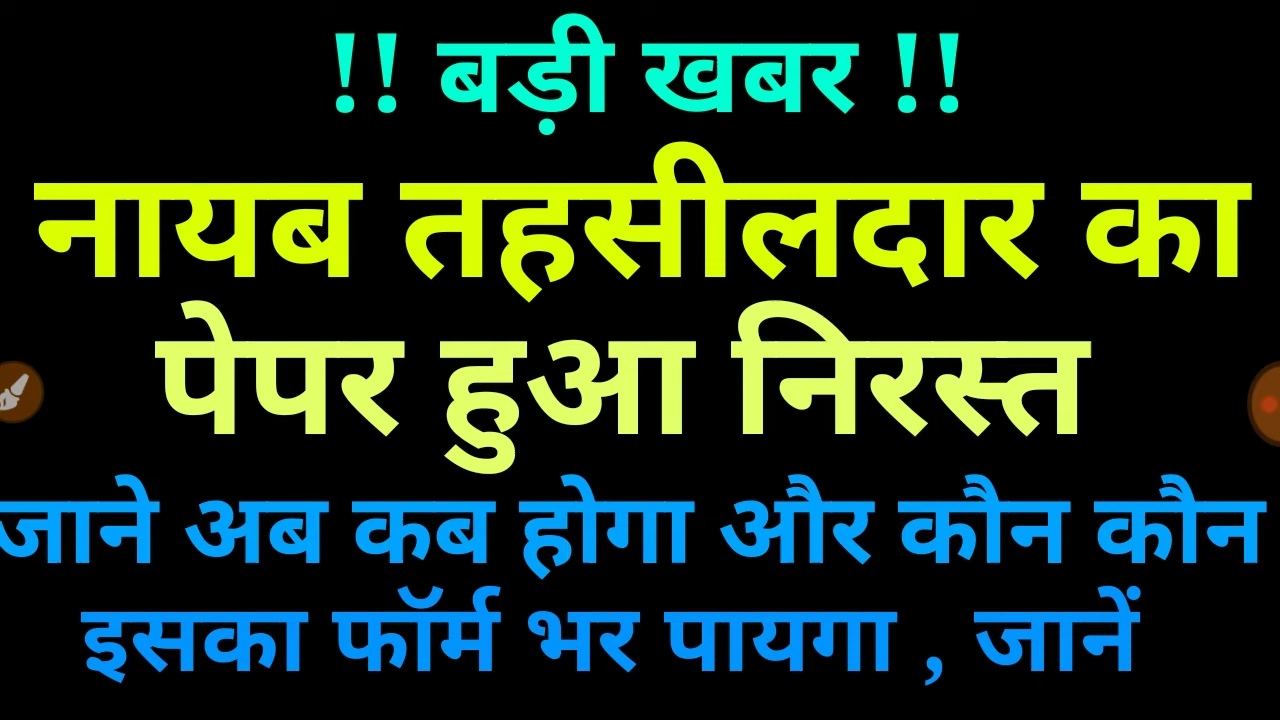 !! बड़ी खबर !!
नायब तहसीलदार का
पेपर हुआ निरस्त
जाने अब कब होगा और कौन कौन
इसका फॉर्म भर पायगा , जानें